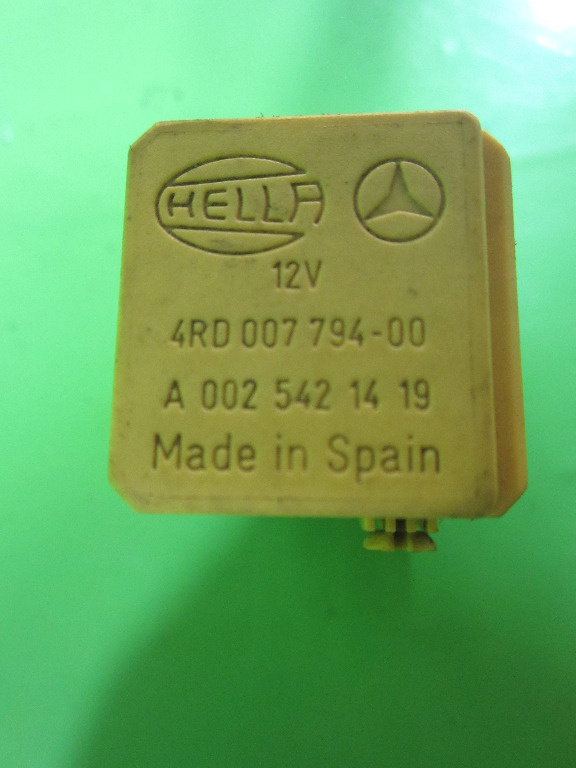 HELLA
12V
4RD 007 794-00
A 002 542 14 19
Made in Spain